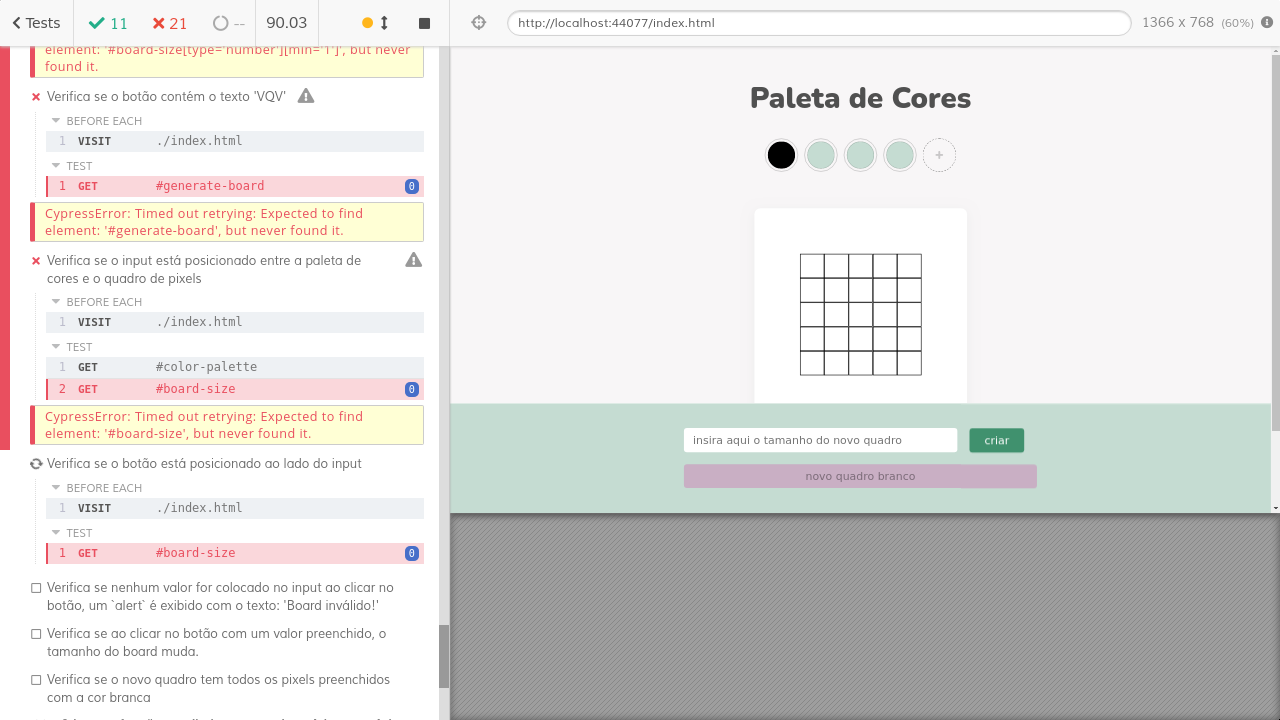 Tests
11
21
--
90.03
http://localhost:44077/index.html
1366 x 768 (60%)
element: '#board-size[type='number'][min='1']', but never
found it.
Verifica se o botão contém o texto 'VQV'
BEFORE EACH
1 VISIT ./index.html
TEST
1 GET #generate-board 0
CypressError: Timed out retrying: Expected to find
element: '#generate-board', but never found it.
Verifica se o input está posicionado entre a paleta de
cores e o quadro de pixels
BEFORE EACH
1 VISIT ./index.html
TEST
1 GET #color-palette
2 GET #board-size 0
CypressError: Timed out retrying: Expected to find
element: '#board-size', but never found it.
Verifica se o botão está posicionado ao lado do input
BEFORE EACH
1 VISIT ./index.html
TEST
1 GET #board-size 0
Verifica se nenhum valor for colocado no input ao clicar no
botão, um `alert` é exibido com o texto: 'Board inválido!'
Verifica se ao clicar no botão com um valor preenchido, o
tamanho do board muda.
Verifica se o novo quadro tem todos os pixels preenchidos
com a cor branca
Paleta de Cores
+
insira aqui o tamanho do novo quadro
criar
novo quadro branco